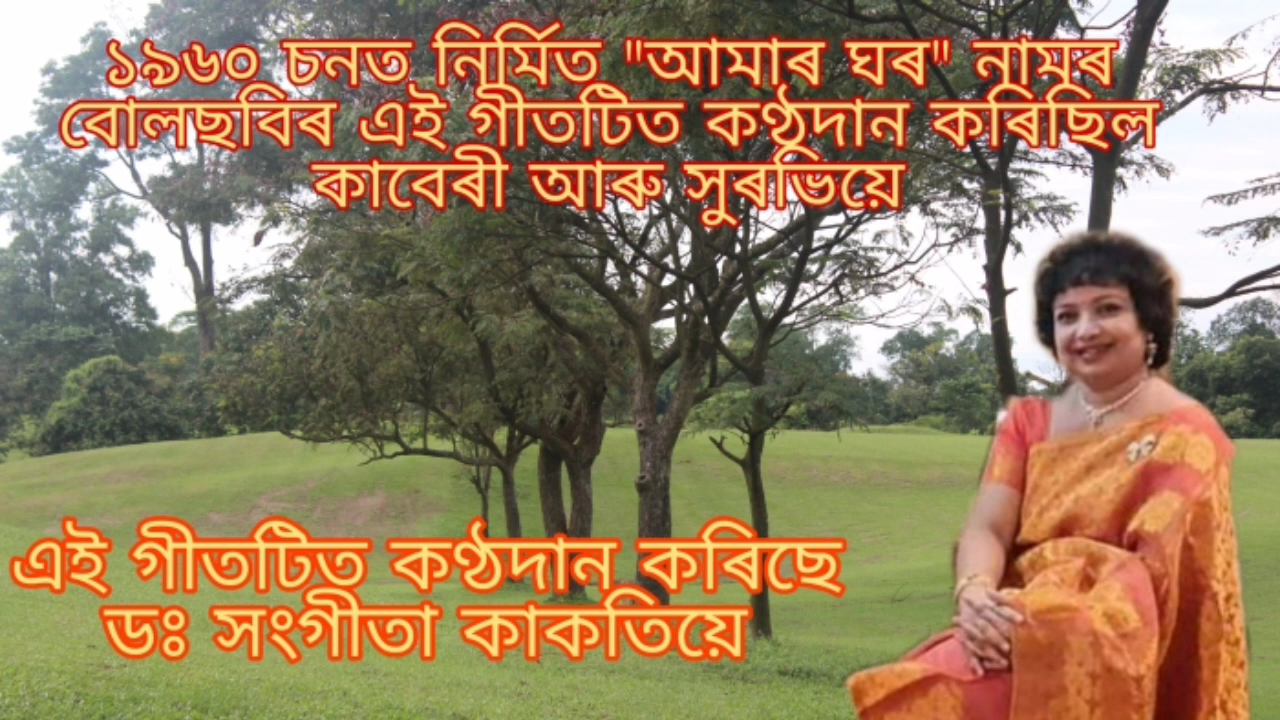 ১৯৬০ চনত নিৰ্মিত "আমাৰ ঘৰ" নামৰ
বোলছবিৰ এই গীতটিত কণ্ঠদান কৰিছিল
কাবেৰী আৰু সুৰভিয়ে
এই গীতটিত কণ্ঠদান কৰিছে
ডঃ সংগীতা কাকতিয়ে